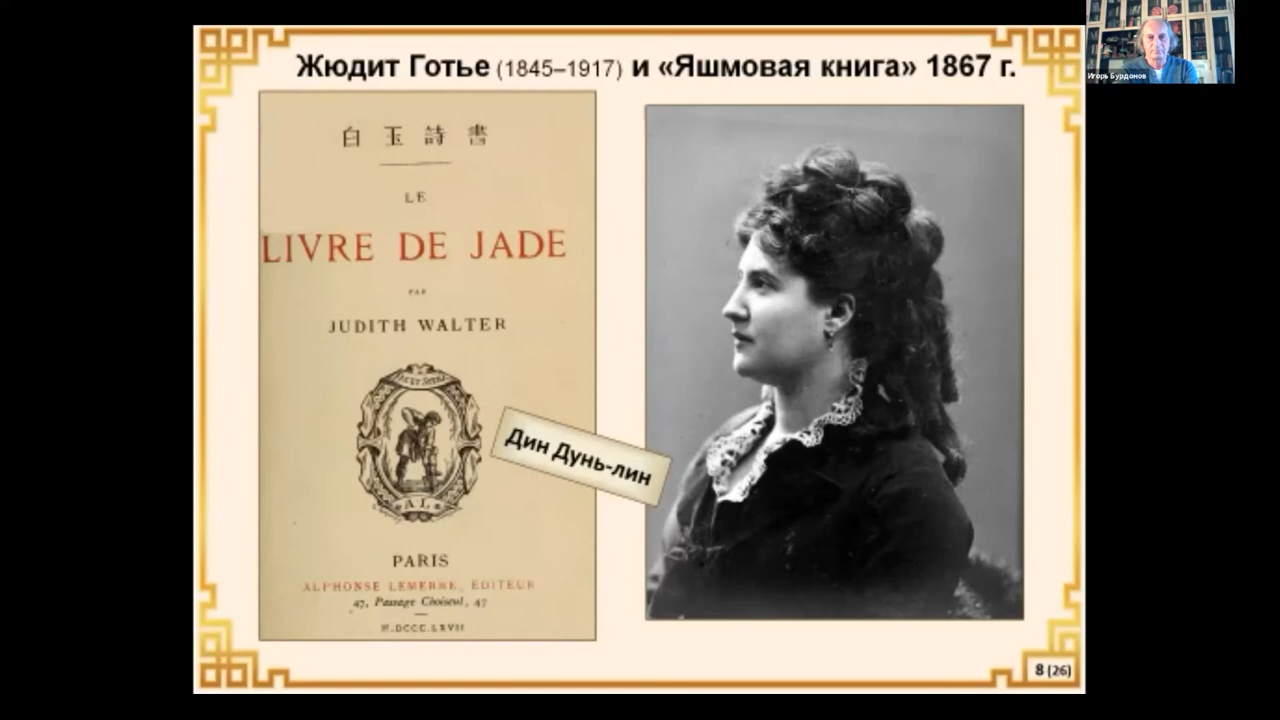 Жюдит Готье (1845–1917) и «Яшмовая книга» 1867 г.
白玉詩書
LE
LIVRE DE JADE
PAR
JUDITH WALTER
AL
PARIS
ALPHONSE LEMERRE, ÉDITEUR
47, Passage Choiseul, 47
M.DCCC.LXVII
Дин Дунь-лин
8 (26)
Игорь Бурдонов